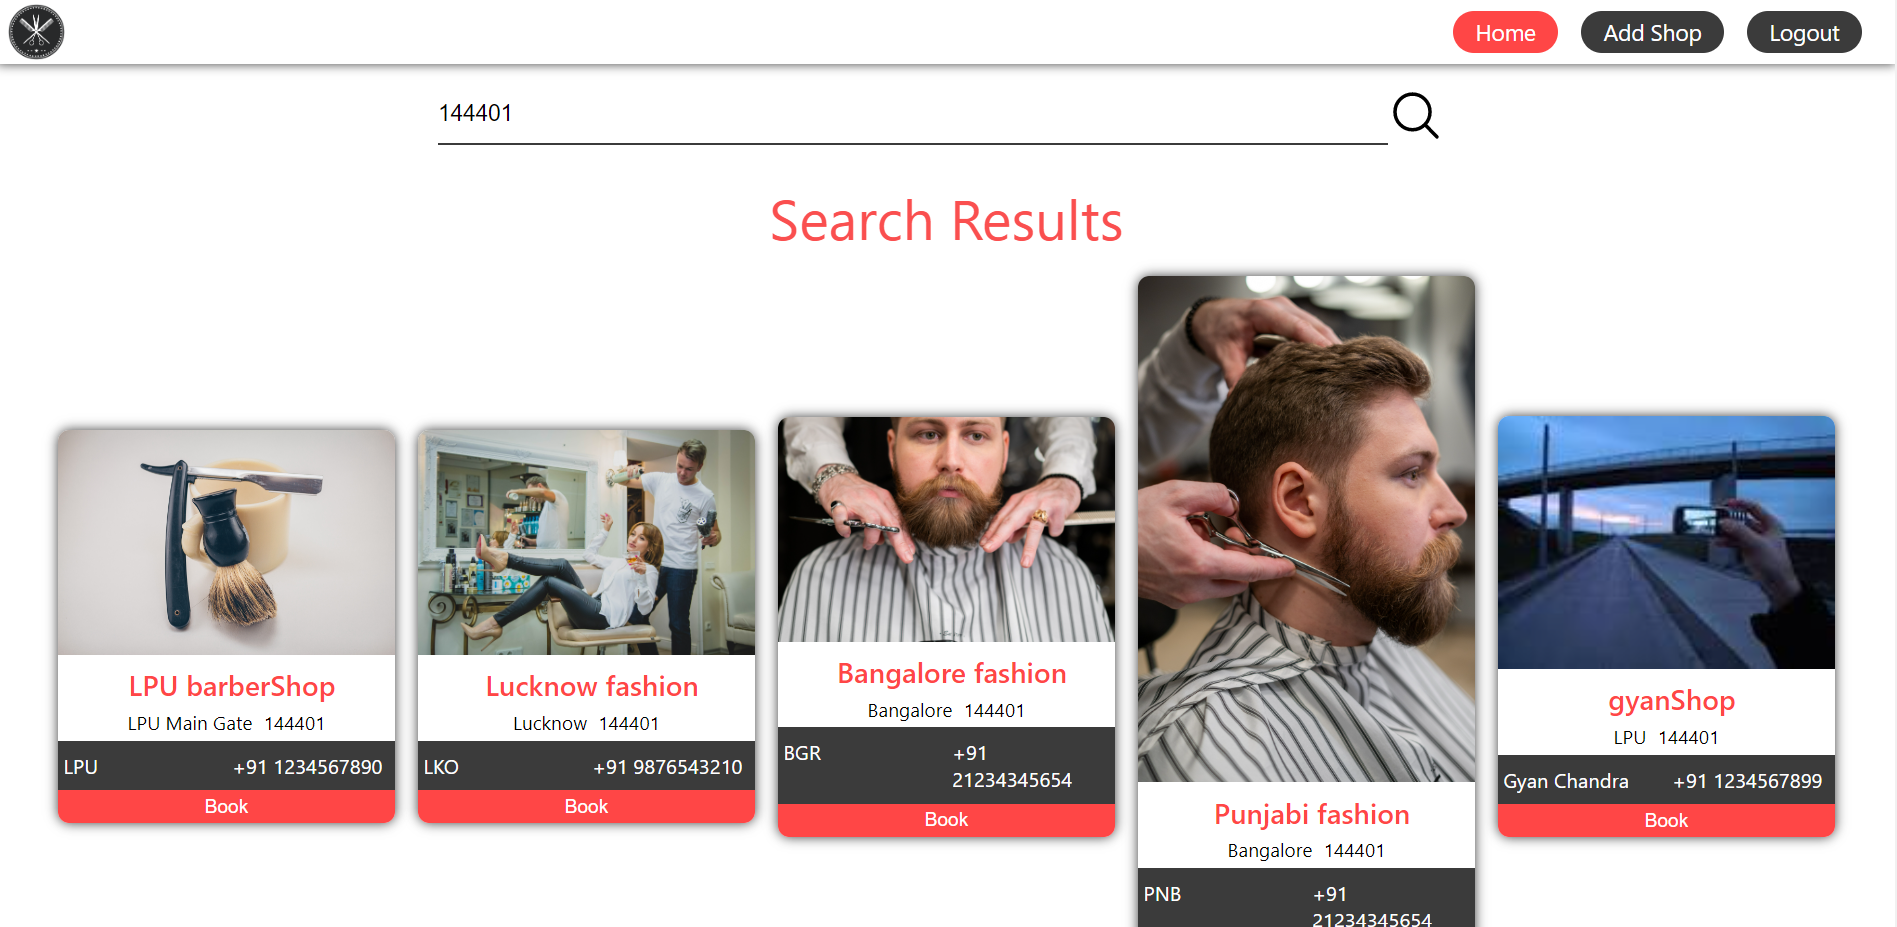 Home Add Shop Logout
144401
Search Results
LPU barberShop
LPU Main Gate 144401
LPU +91 1234567890
Book
Lucknow fashion
Lucknow 144401
LKO +91 9876543210
Book
Bangalore fashion
Bangalore 144401
BGR +91
21234345654
Book
Punjabi fashion
Bangalore 144401
PNB +91
21234345654
gyanShop
LPU 144401
Gyan Chandra +91 1234567899
Book